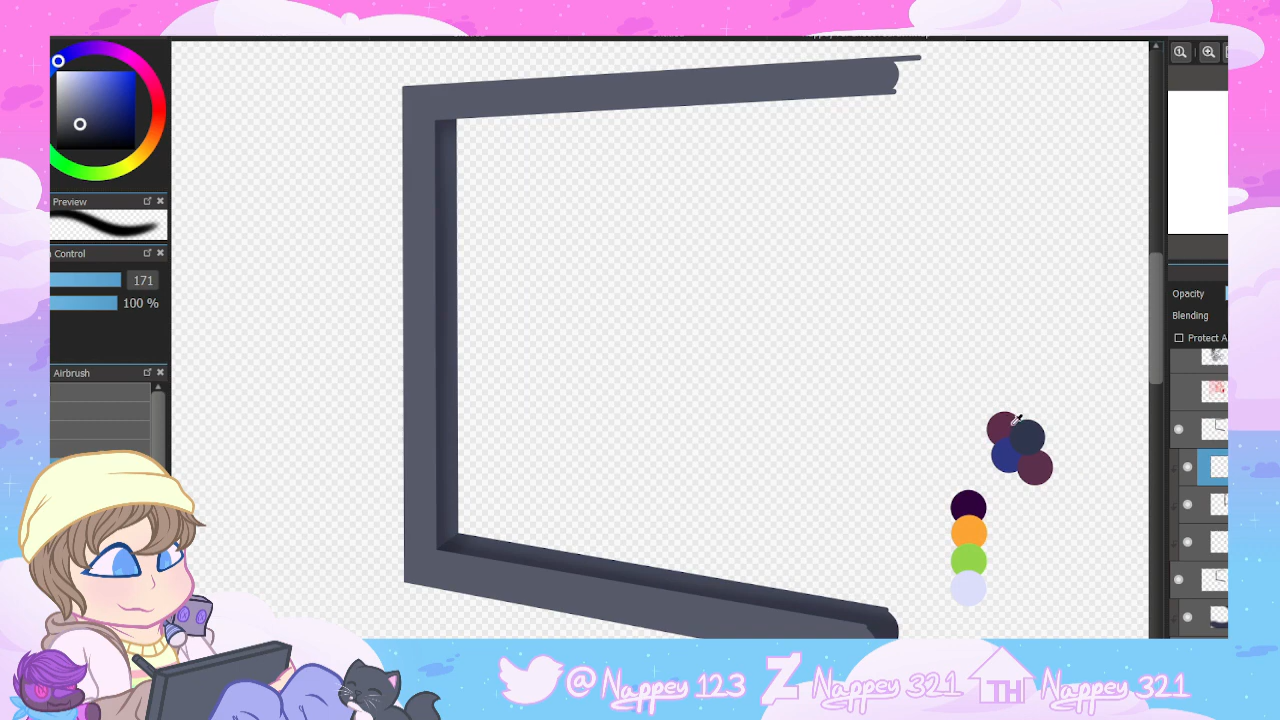 Preview
Control
171
100 %
Airbrush
Opacity
Blending
Protect A
@Nappey 123
Z Nappey 321
TH Nappey 321